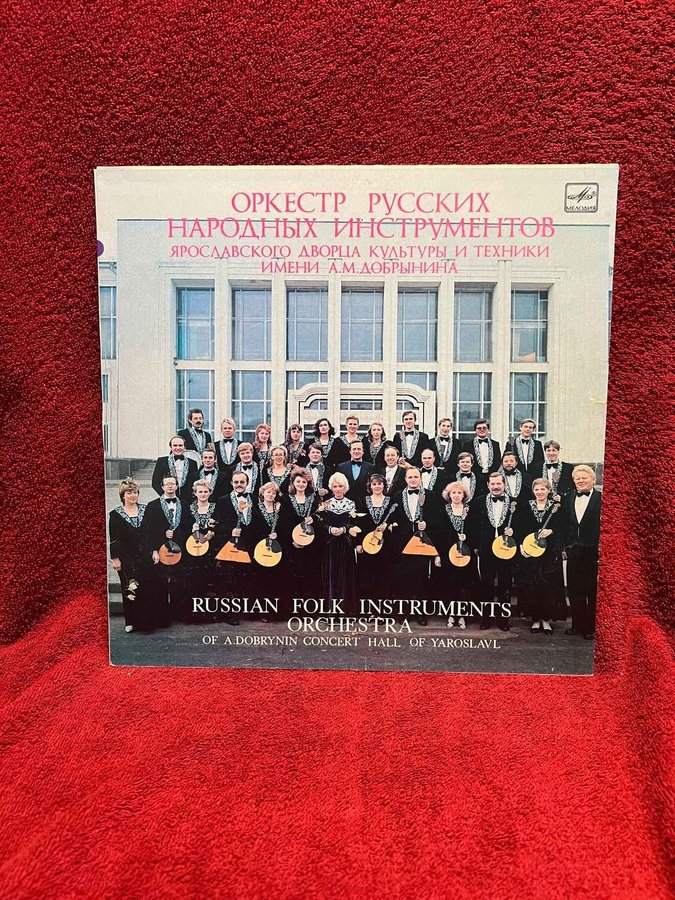 ОРКЕСТР РУССКИХ
НАРОДНЫХ ИНСТРУМЕНТОВ
ЯРОСЛАВСКОГО ДВОРЦА КУЛЬТУРЫ И ТЕХНИКИ
ИМЕНИ А.М.ДОБРЫНИНА
МЕЛОДИЯ
RUSSIAN FOLK INSTRUMENTS
ORCHESTRA
OF A.DOBRYNIN CONCERT HALL OF YAROSLAVL